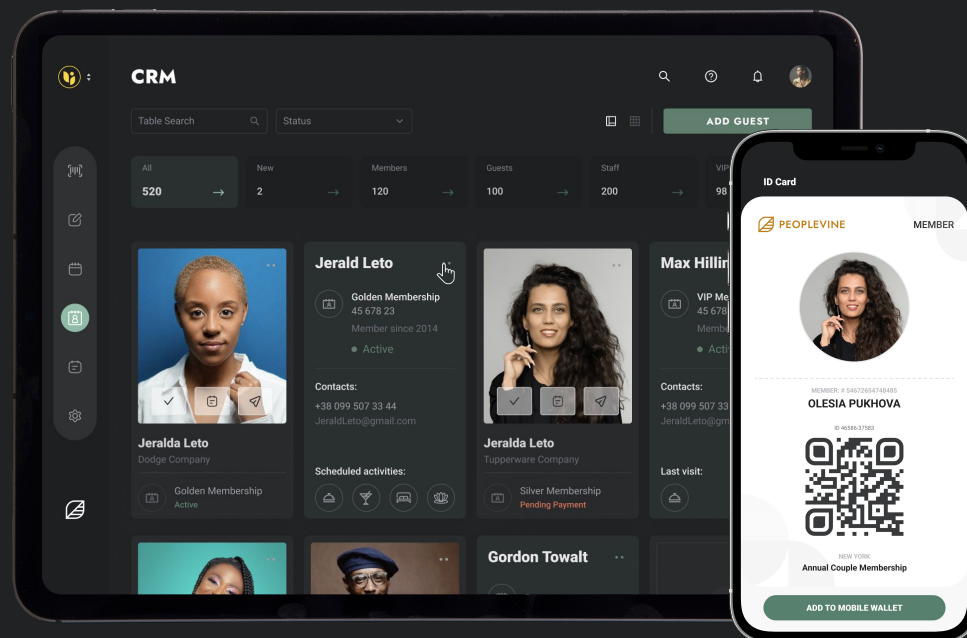 CRM
Table Search
Status
ADD GUEST
All
520
New
2
Members
120
Guests
100
Staff
200
VIP
98
Jerald Leto
Golden Membership
45 678 23
Member since 2014
Active
Contacts:
+38 099 507 33 44
JeraldLeto@gmail.com
Scheduled activities:
Jeralda Leto
Dodge Company
Golden Membership
Active
Jeralda Leto
Tupperware Company
Silver Membership
Pending Payment
Max Hillin
VIP Me
45 678
Membe
Acti
Contacts:
+38 099 507 33
JeraldLeto@gm
Last visit:
Gordon Towalt
ID Card
PEOPLEVINE
MEMBER
MEMBER: # 54672654748485
OLESIA PUKHOVA
ID 46586-37583
NEW YORK
Annual Couple Membership
ADD TO MOBILE WALLET